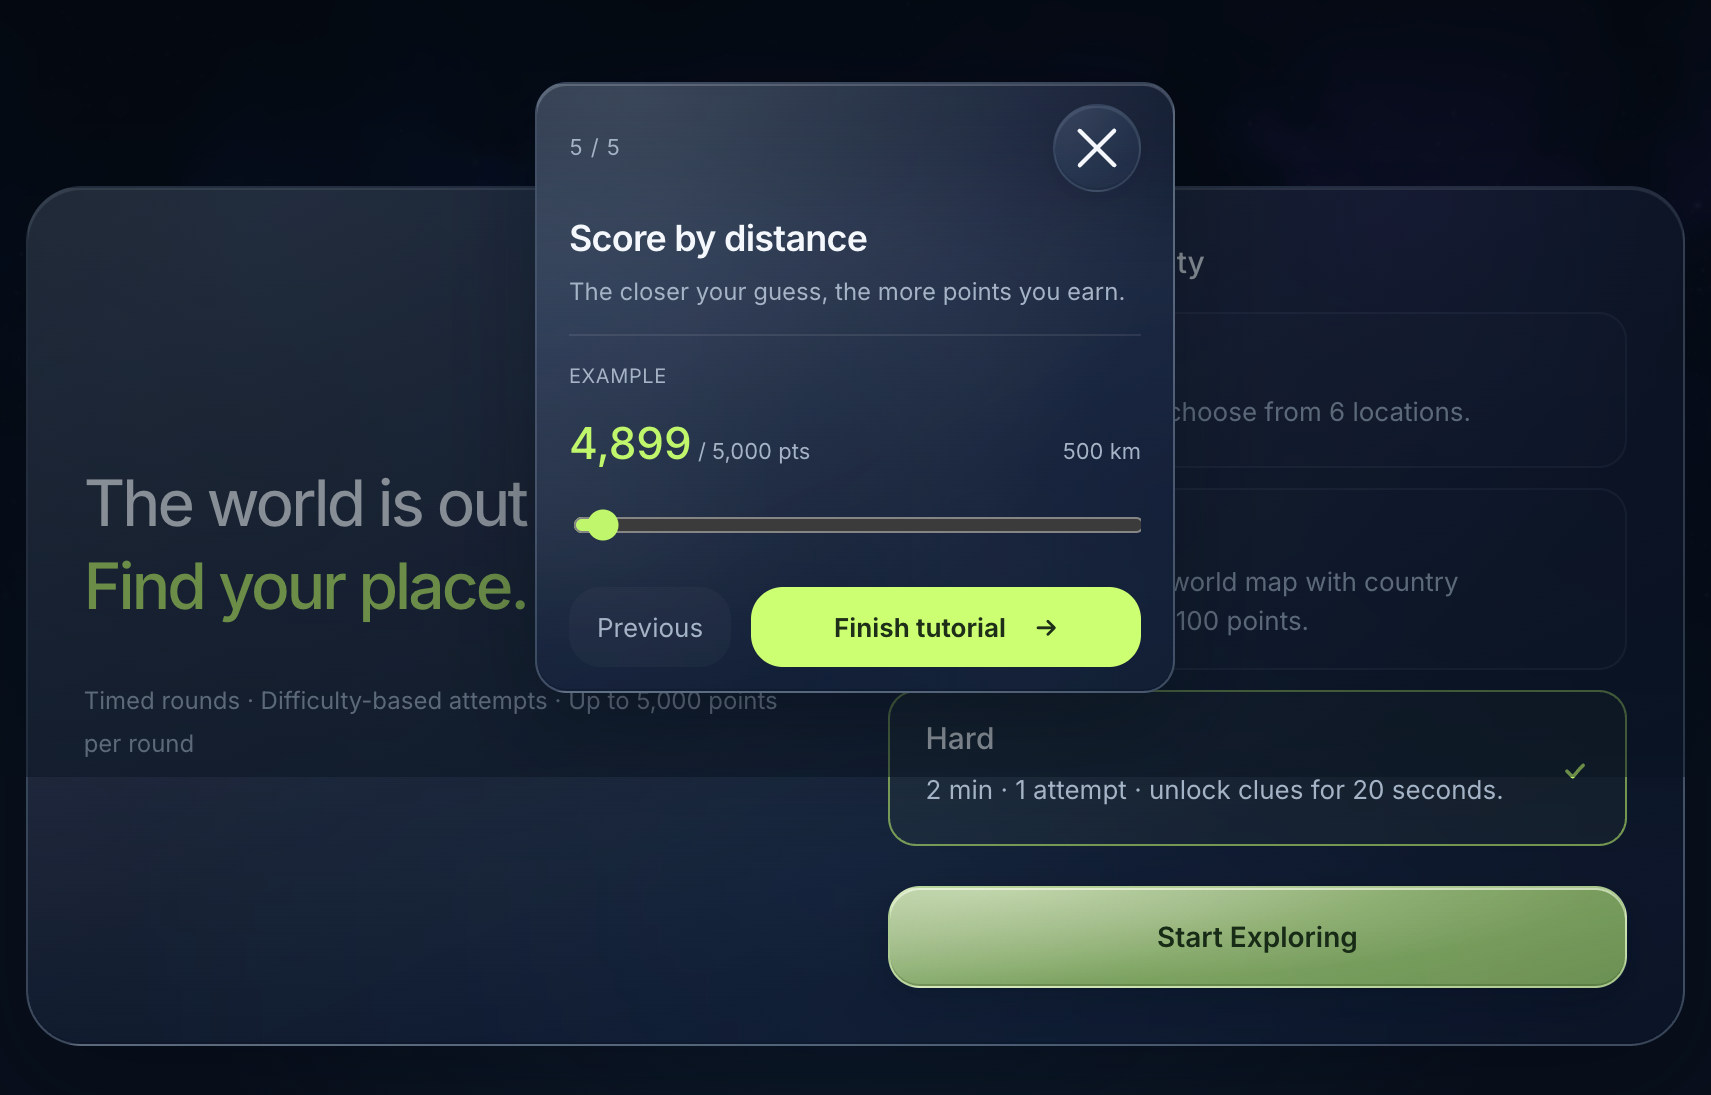 5 / 5
Score by distance
The closer your guess, the more points you earn.
EXAMPLE
4,899 / 5,000 pts
500 km
Previous
Finish tutorial →
The world is out
Find your place.
Timed rounds · Difficulty-based attempts · Up to 5,000 points
per round
ty
choose from 6 locations.
world map with country
100 points.
Hard
2 min · 1 attempt · unlock clues for 20 seconds.
Start Exploring